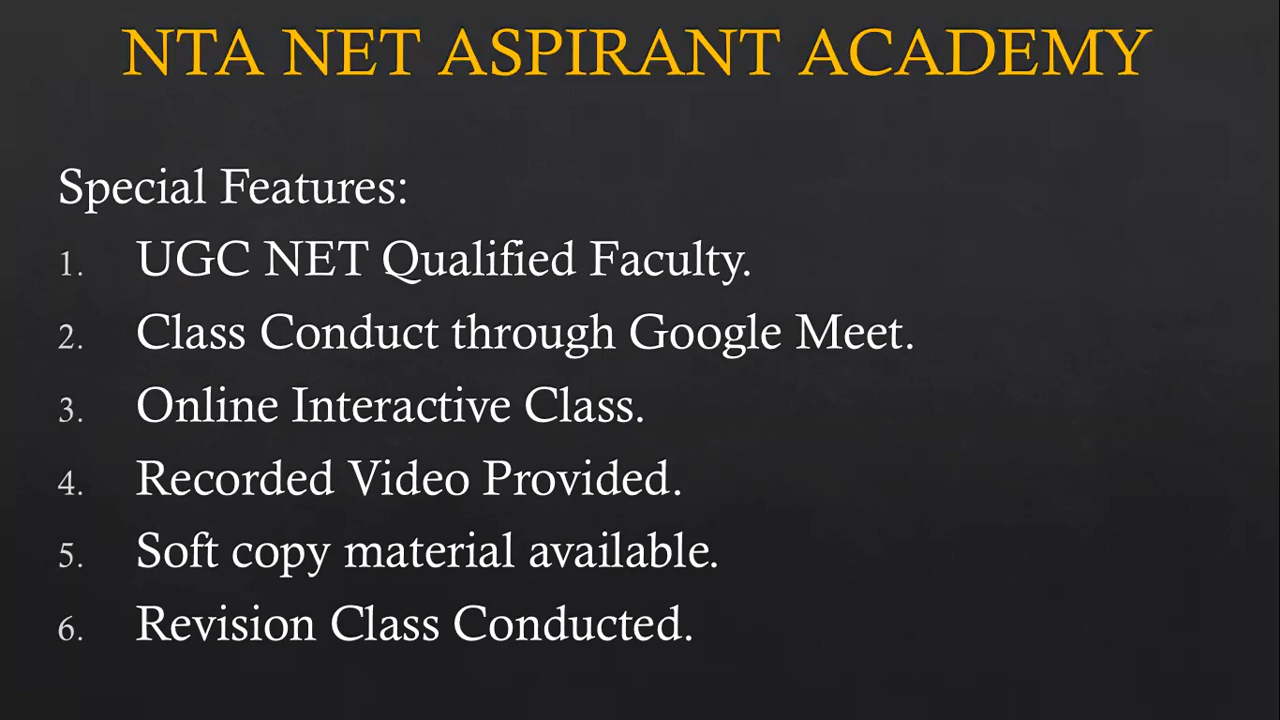 NTA NET ASPIRANT ACADEMY
Special Features:
1. UGC NET Qualified Faculty.
2. Class Conduct through Google Meet.
3. Online Interactive Class.
4. Recorded Video Provided.
5. Soft copy material available.
6. Revision Class Conducted.